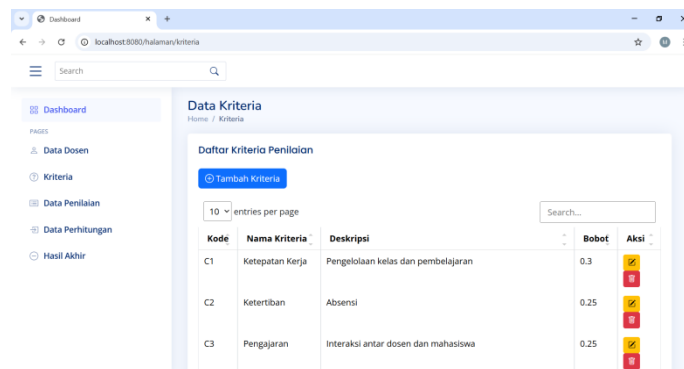 Dashboard
localhost:8080/halaman/kriteria
Search
Dashboard
PAGES
Data Dosen
Kriteria
Data Penilaian
Data Perhitungan
Hasil Akhir
Data Kriteria
Home / Kriteria
Daftar Kriteria Penilaian
Tambah Kriteria
10 entries per page
Search...
Kode Nama Kriteria Deskripsi Bobot Aksi
C1 Ketepatan Kerja Pengelolaan kelas dan pembelajaran 0.3
C2 Ketertiban Absensi 0.25
C3 Pengajaran Interaksi antar dosen dan mahasiswa 0.25